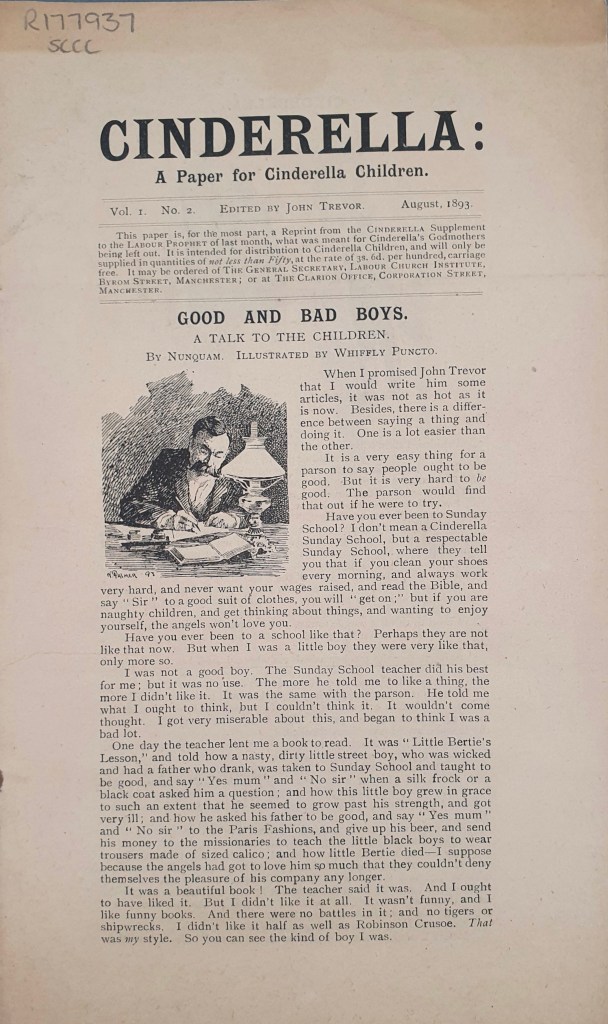 R177937
SCCC
CINDERELLA:
A Paper for Cinderella Children.
Vol. 1. No. 2. EDITED BY JOHN TREVOR. August, 1893.
This paper is, for the most part, a Reprint from the CINDERELLA Supplement
to the LABOUR PROPHET of last month, what was meant for Cinderella's Godmothers
being left out. It is intended for distribution to Cinderella Children, and will only be
supplied in quantities of not less than Fifty, at the rate of 3s. 6d. per hundred, carriage
free. It may be ordered of THE GENERAL SECRETARY, LABOUR CHURCH INSTITUTE,
BYROM STREET, MANCHESTER; or at THE CLARION OFFICE, CORPORATION STREET,
MANCHESTER.
GOOD AND BAD BOYS.
A TALK TO THE CHILDREN.
BY NUNQUAM. ILLUSTRATED BY WHIFFLY PUNCTO.
When I promised John Trevor
that I would write him some
articles, it was not as hot as it
is now. Besides, there is a differ-
ence between saying a thing and
doing it. One is a lot easier than
the other.
It is a very easy thing for a
parson to say people ought to be
good. But it is very hard to be
good. The parson would find
that out if he were to try.
Have you ever been to Sunday
School? I don't mean a Cinderella
Sunday School, but a respectable
Sunday School, where they tell
you that if you clean your shoes
every morning, and always work
very hard, and never want your wages raised, and read the Bible, and
say "Sir" to a good suit of clothes, you will "get on;" but if you are
naughty children, and get thinking about things, and wanting to enjoy
yourself, the angels won't love you.
Have you ever been to a school like that? Perhaps they are not
like that now. But when I was a little boy they were very like that,
only more so.
I was not a good boy. The Sunday School teacher did his best
for me; but it was no use. The more he told me to like a thing, the
more I didn't like it. It was the same with the parson. He told me
what I ought to think, but I couldn't think it. It wouldn't come
thought. I got very miserable about this, and began to think I was a
bad lot.
One day the teacher lent me a book to read. It was "Little Bertie's
Lesson," and told how a nasty, dirty little street boy, who was wicked
and had a father who drank, was taken to Sunday School and taught to
be good, and say "Yes mum" and "No sir" when a silk frock or a
black coat asked him a question; and how this little boy grew in grace
to such an extent that he seemed to grow past his strength, and got
very ill; and how he asked his father to be good, and say "Yes mum"
and "No sir" to the Paris Fashions, and give up his beer, and send
his money to the missionaries to teach the little black boys to wear
trousers made of sized calico; and how little Bertie died—I suppose
because the angels had got to love him so much that they couldn't deny
themselves the pleasure of his company any longer.
It was a beautiful book! The teacher said it was. And I ought
to have liked it. But I didn't like it at all. It wasn't funny, and I
like funny books. And there were no battles in it; and no tigers or
shipwrecks. I didn't like it half as well as Robinson Crusoe. That
was my style. So you can see the kind of boy I was.